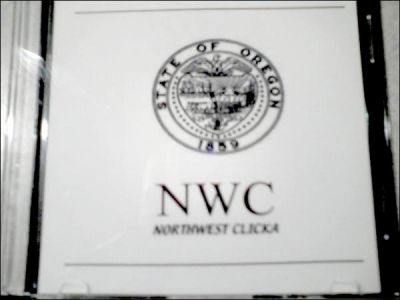 STATE OF OREGON
1859
NWC
NORTHWEST CLICKA